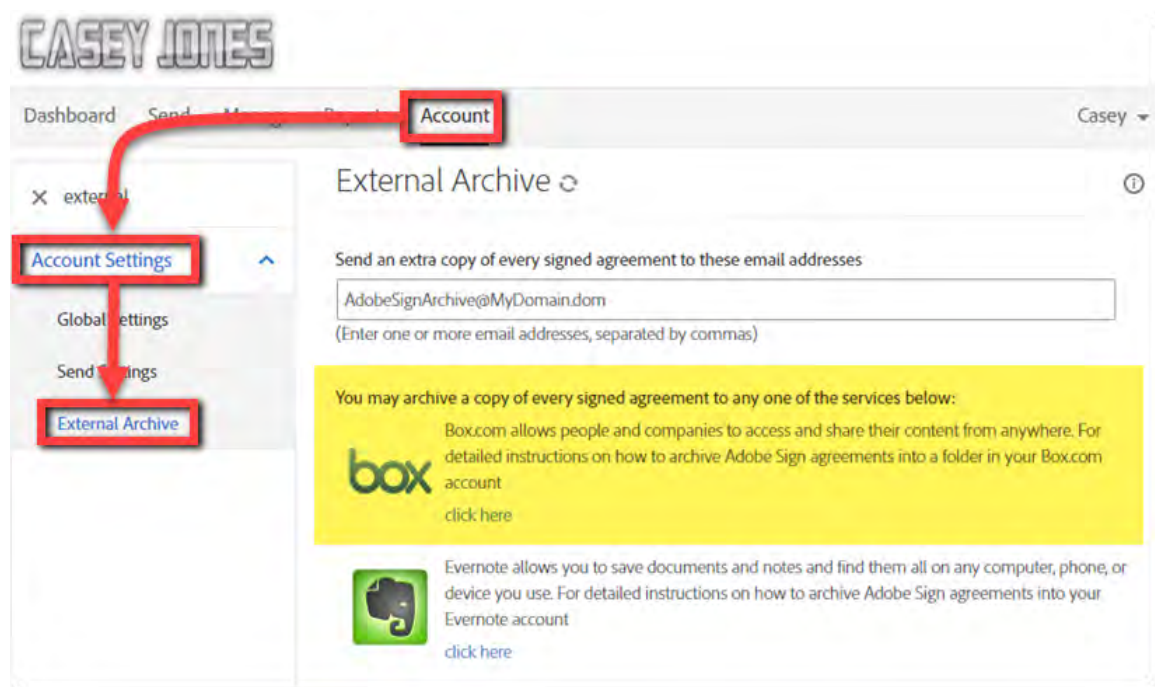 CASEY JONES
Dashboard Account Casey
external
External Archive
Account Settings
Send an extra copy of every signed agreement to these email addresses
AdobeSignArchive@MyDomain.dom
Global Settings
(Enter one or more email addresses, separated by commas)
Send Settings
You may archive a copy of every signed agreement to any one of the services below:
External Archive
Box.com allows people and companies to access and share their content from anywhere. For
detailed instructions on how to archive Adobe Sign agreements into a folder in your Box.com
box
account
click here
Evernote allows you to save documents and notes and find them all on any computer, phone, or
device you use. For detailed instructions on how to archive Adobe Sign agreements into your
Evernote account
click here